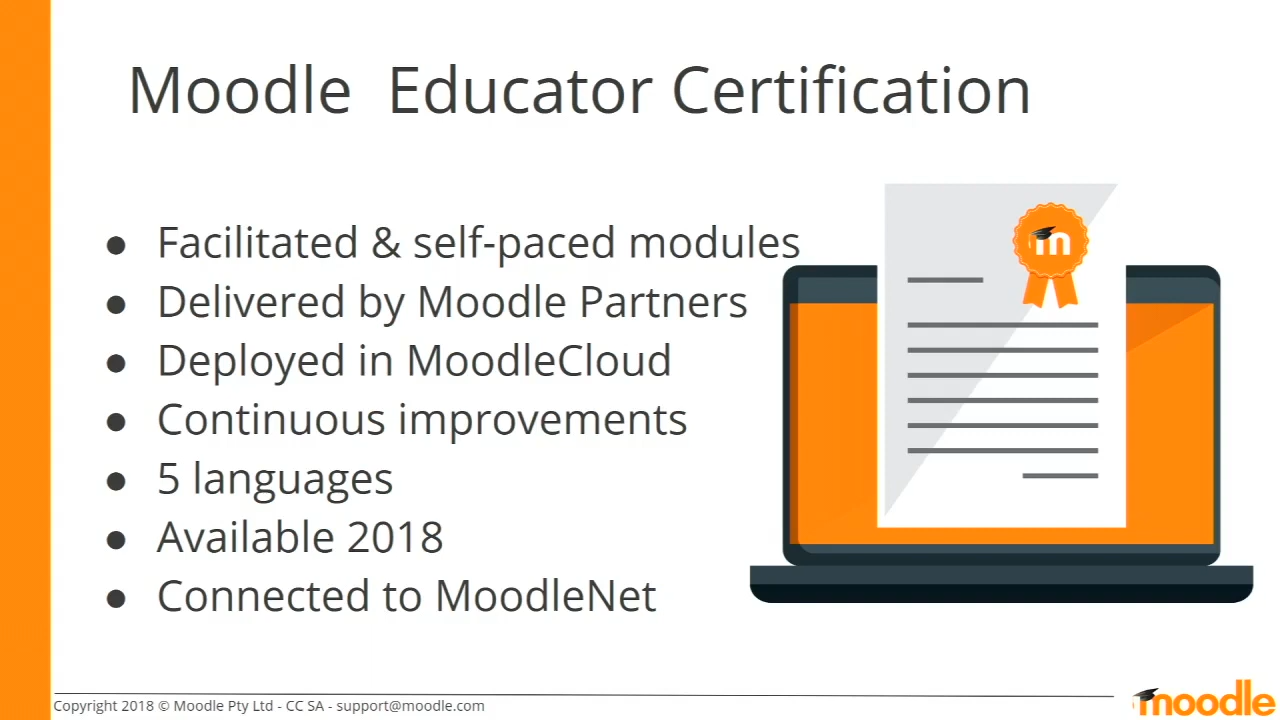 Moodle  Educator Certification
● Facilitated & self-paced modules
● Delivered by Moodle Partners
● Deployed in MoodleCloud
● Continuous improvements
● 5 languages
● Available 2018
● Connected to MoodleNet
m
Copyright 2018 © Moodle Pty Ltd - CC SA - support@moodle.com
moodle